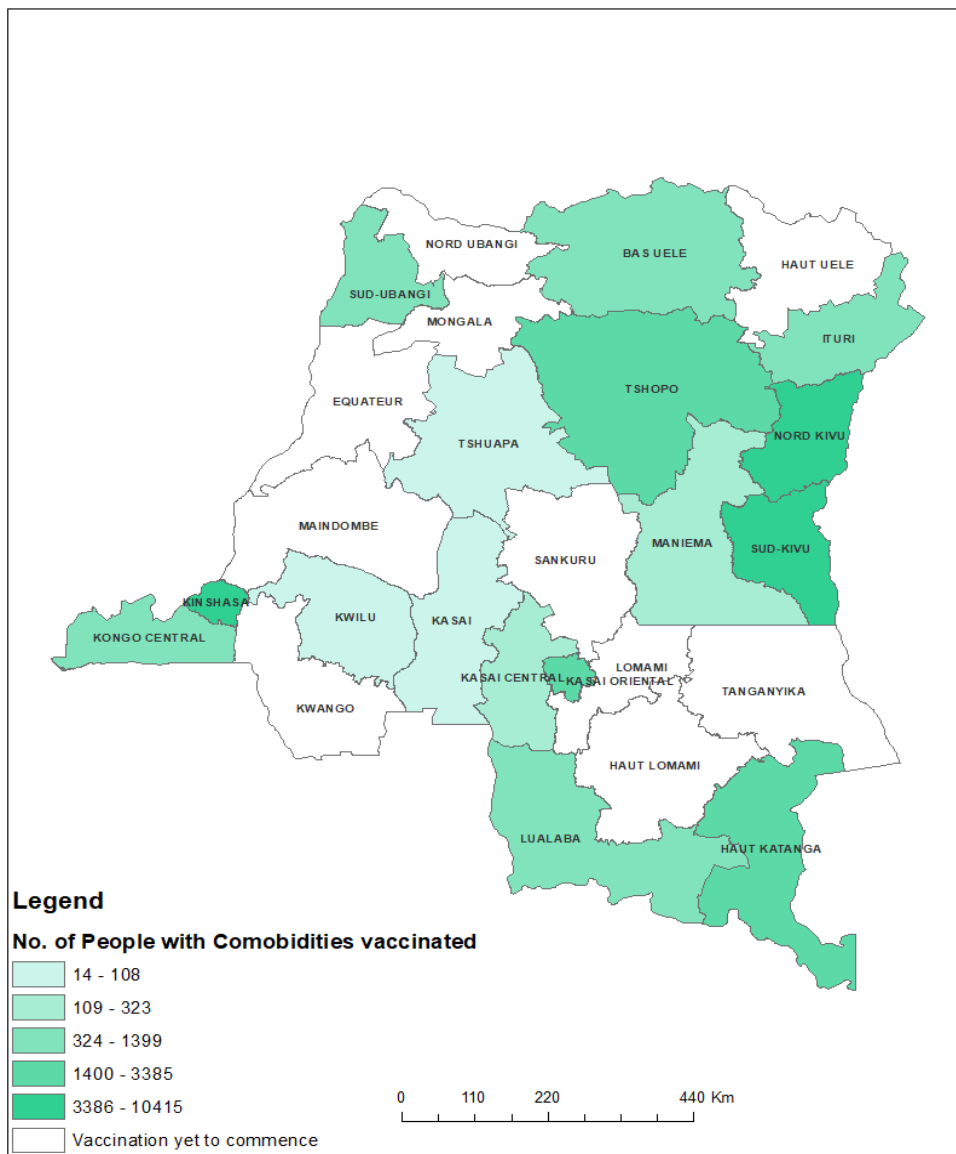 NORD UBANGI
BAS UELE
HAUT UELE
SUD-UBANGI
MONGALA
ITURI
TSHOPO
EQUATEUR
NORD KIVU
TSHUAPA
MAINDOMBE
MANIEMA
SUD-KIVU
SANKURU
KINSHASA
KWILU
KASAI
KONGO CENTRAL
LOMAMI
KASAI CENTRAL
KASAI ORIENTAL
TANGANYIKA
KWANGO
HAUT LOMAMI
LUALABA
HAUT KATANGA
Legend
No. of People with Comobidities vaccinated
14 - 108
109 - 323
324 - 1399
1400 - 3385
3386 - 10415
Vaccination yet to commence
0 110 220 440 Km